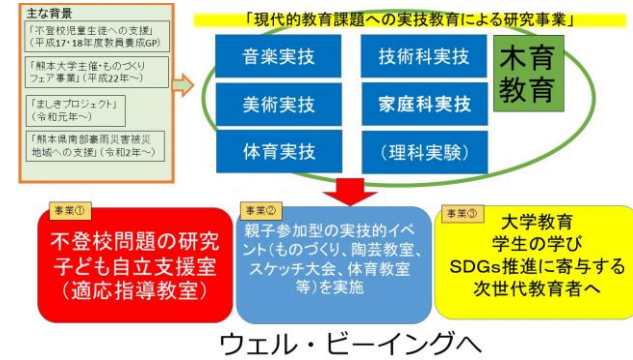 主な背景
「不登校児童生徒への支援」
(平成17・18年度教員養成GP)
「熊本大学主催・ものづくり
フェア事業」(平成22年~)
「ましきプロジェクト」
(令和元年~)
「熊本県南部豪雨災害被災
地域への支援」(令和2年~)
「現代的教育課題への実技教育による研究事業」
音楽実技
技術科実技
美術実技
家庭科実技
体育実技
(理科実験)
木育
教育
事業①
不登校問題の研究
子ども自立支援室
(適応指導教室)
事業②
親子参加型の実技的イベ
ント(ものづくり、陶芸教室、
スケッチ大会、体育教室
等)を実施
事業③
大学教育
学生の学び
SDGs推進に寄与する
次世代教育者へ
ウェル・ビーイングへ